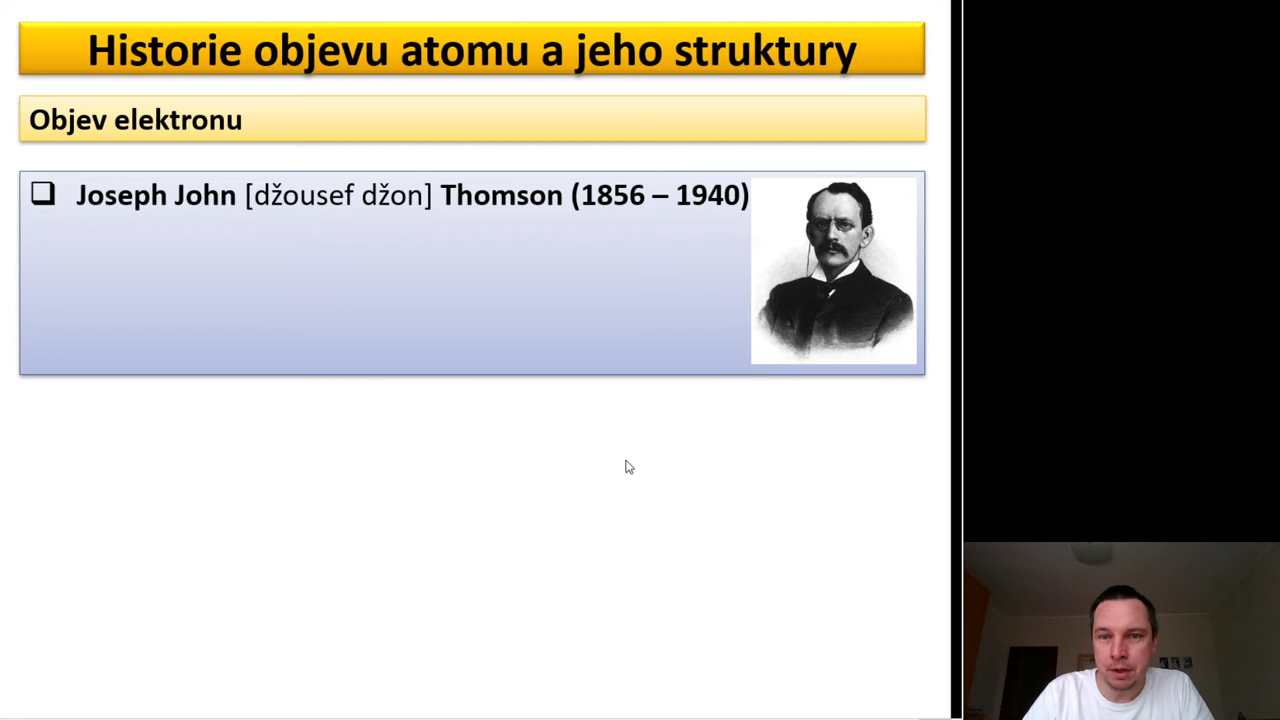 Historie objevu atomu a jeho struktury
Objev elektronu
Joseph John [džousef džon] Thomson (1856 – 1940)